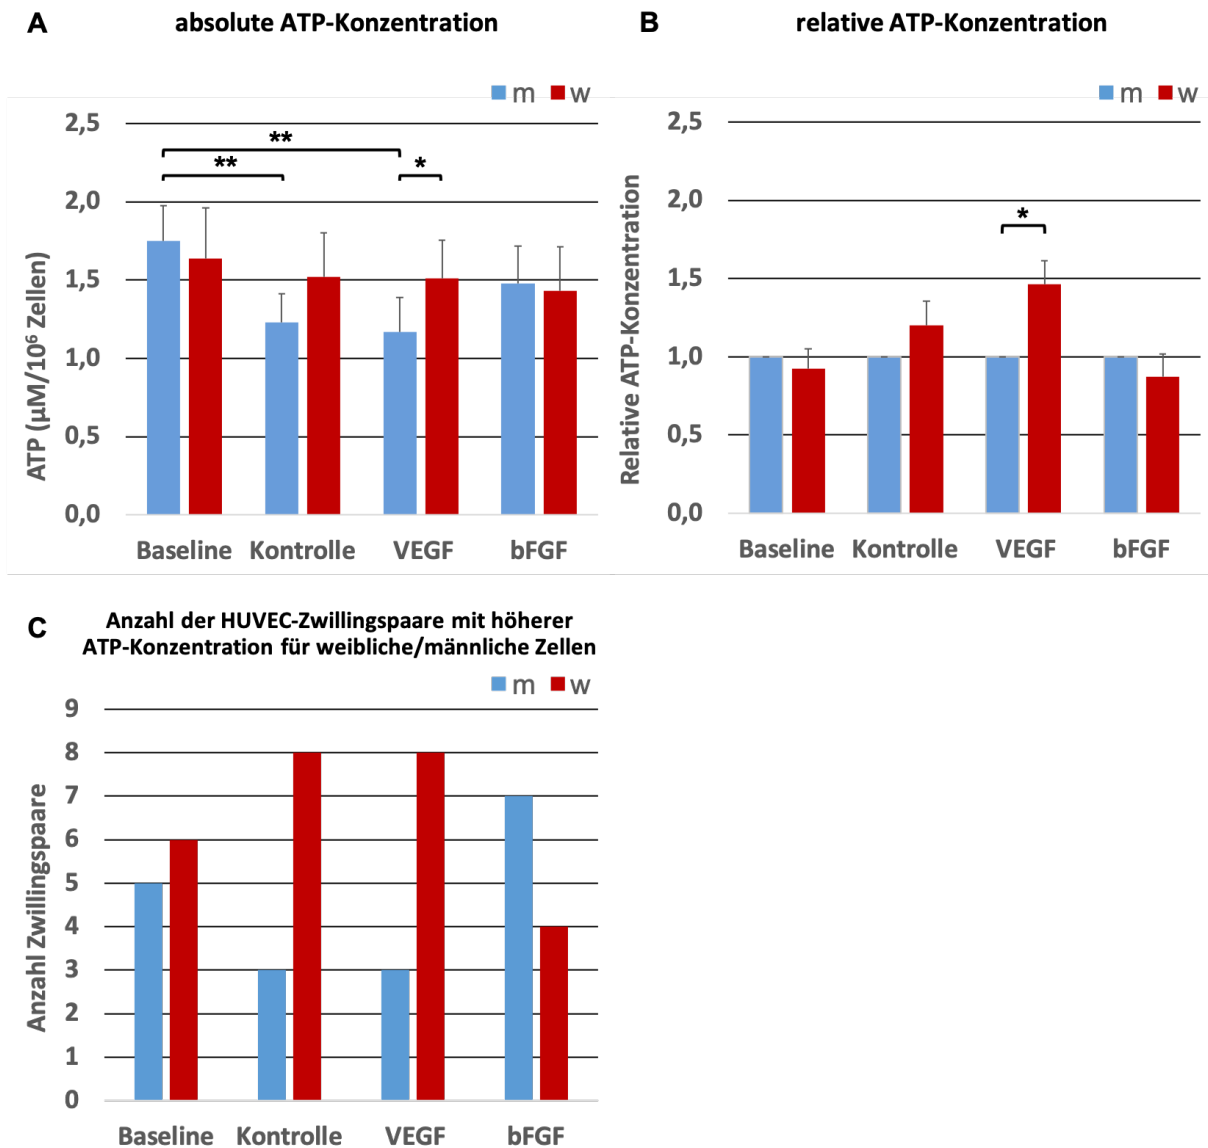 A absolute ATP-Konzentration
m w
2,5
2,0
1,5
1,0
0,5
0,0
ATP (µM/10⁶ Zellen)
** 
**
*
Baseline Kontrolle VEGF bFGF
B relative ATP-Konzentration
m w
2,5
2,0
1,5
1,0
0,5
0,0
Relative ATP-Konzentration
*
Baseline Kontrolle VEGF bFGF
C Anzahl der HUVEC-Zwillingspaare mit höherer
ATP-Konzentration für weibliche/männliche Zellen
m w
9
8
7
6
5
4
3
2
1
0
Anzahl Zwillingspaare
Baseline Kontrolle VEGF bFGF